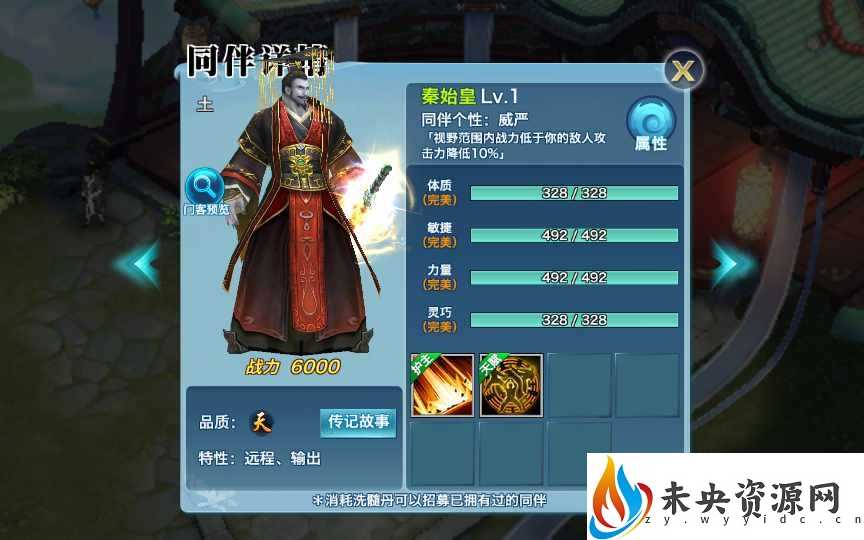 同伴详情
土
门客预览
战力 6000
品质: 天
传记故事
特性: 远程、输出
秦始皇 Lv.1
同伴个性: 威严
「视野范围内战力低于你的敌人攻
击力降低10%」
属性
体质
(完美)
328 / 328
敏捷
(完美)
492 / 492
力量
(完美)
492 / 492
灵巧
(完美)
328 / 328
护主
天赋
*消耗洗髓丹可以招募已拥有过的同伴
未央资源网
zy.wyyidc.cn